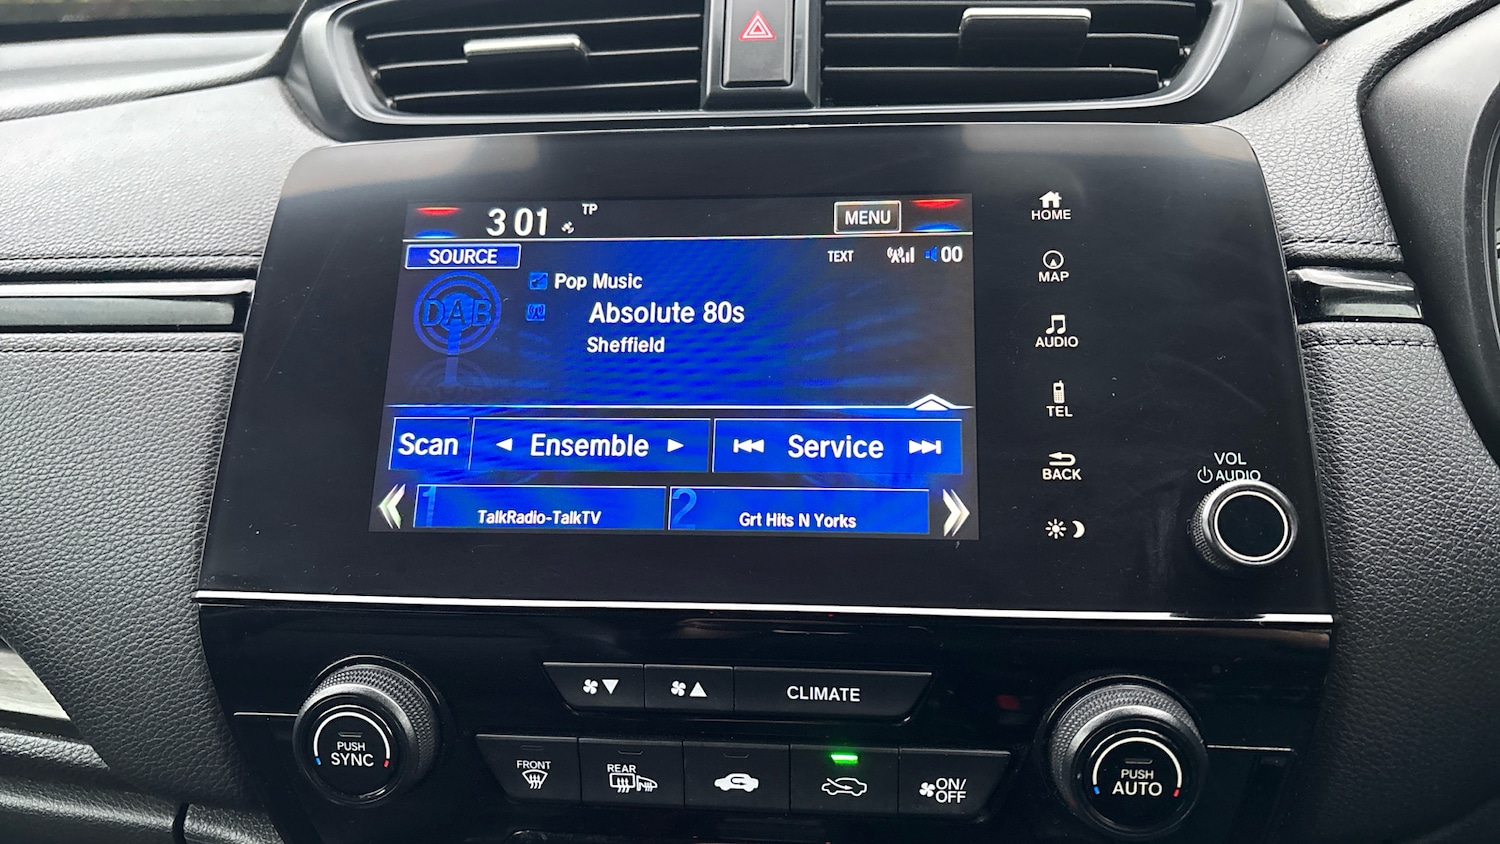 3 01 TP
MENU
SOURCE
TEXT
00
DAB
Pop Music
Absolute 80s
Sheffield
Scan
Ensemble
Service
1
TalkRadio-TalkTV
2
Grt Hits N Yorks
HOME
MAP
AUDIO
TEL
BACK
VOL
AUDIO
CLIMATE
PUSH
SYNC
FRONT
REAR
ON/
OFF
PUSH
AUTO